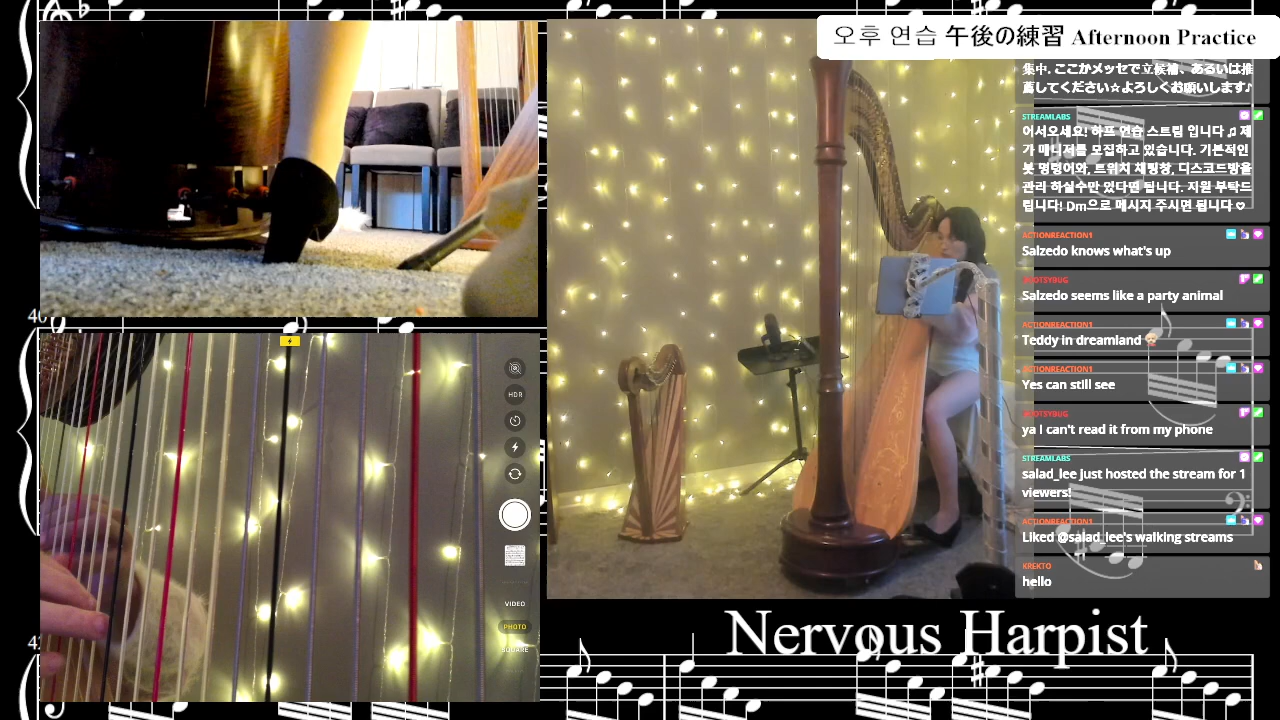 오후 연습 午後の練習 Afternoon Practice
集中. ここかメッセで立候補、あるいは推
薦してください☆よろしくお願いします♪
STREAMLABS
어서오세요! 하프 연습 스트림 입니다 ♫ 제
가 매니저를 모집하고 있습니다. 기본적인
봇 명령어와, 트위치 채팅창, 디스코드방을
관리 하실수만 있다면 됩니다. 지원 부탁드
립니다! Dm으로 메시지 주시면 됩니다 ♡
ACTIONREACTION1
Salzedo knows what's up
Salzedo seems like a party animal
ACTIONREACTION1
Teddy in dreamland
ACTIONREACTION1
Yes can still see
ya I can't read it from my phone
STREAMLABS
salad_lee just hosted the stream for 1
viewers!
ACTIONREACTION1
Liked @salad_lee's walking streams
KREKTO
hello
HDR
VIDEO
PHOTO
SQUARE
Nervous Harpist